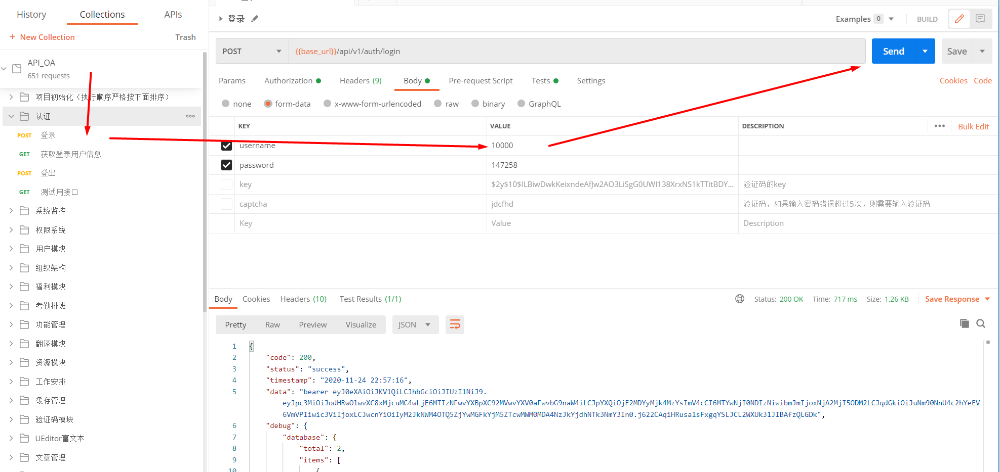 History
Collections
APIs
+ New Collection
Trash
API_OA
651 requests
项目初始化（执行顺序严格按下面排序）
认证
POST 登录
GET 获取登录用户信息
POST 登出
GET 测试用接口
系统监控
权限系统
用户模块
组织架构
福利模块
考勤排班
功能管理
翻译模块
资源模块
工作安排
缓存管理
验证码模块
UEditor富文本
文章管理
登录
Examples 0
BUILD
POST
{{base_url}}/api/v1/auth/login
Send
Save
Params
Authorization
Headers (9)
Body
Pre-request Script
Tests
Settings
Cookies
Code
none
form-data
x-www-form-urlencoded
raw
binary
GraphQL
KEY
VALUE
DESCRIPTION
Bulk Edit
username 10000
password 147258
key $2y$10$ILBiwDwkKeixndeAfJw2AO3LiSgG0UWI138XrxNS1kTTitBDY... 验证码的key
captcha jdcfhd 验证码，如果输入密码错误超过5次，则需要输入验证码
Key Value Description
Body
Cookies
Headers (10)
Test Results (1/1)
Status: 200 OK
Time: 717 ms
Size: 1.26 KB
Save Response
Pretty
Raw
Preview
Visualize
JSON
1 {
2 "code": 200,
3 "status": "success",
4 "timestamp": "2020-11-24 22:57:16",
5 "data": "bearer eyJ0eXAiOiJKV1QiLCJhbGciOiJIUzI1NiJ9.
eyJpc3MiOiJodHRwOlwvXC8xMjcuMC4wLjE6MTIzNFwvYXBpXC92MVwvYXV0aFwvbG9naW4iLCJpYXQiOjE2MDYyMjk4MzYsImV4cCI6MTYwNjI0NDIzNiwibmJmIjoxNjA2MjI5ODM2LCJqdGkiOiJuNm90NnU4c2hYeEV
6VmVPIiwic3ViIjoxLCJwcnYiOiIyM2JkNWM4OTQ5ZjYwMGFkYjM5ZTcwMWM0MDA4NzJkYjdhNTk3NmY3In0.j622CAqiHRusa1sFxgqYSLJCL2WXUk31JIBAfzQLGDk",
6 "debug": {
7 "database": {
8 "total": 2,
9 "items": [
10 {